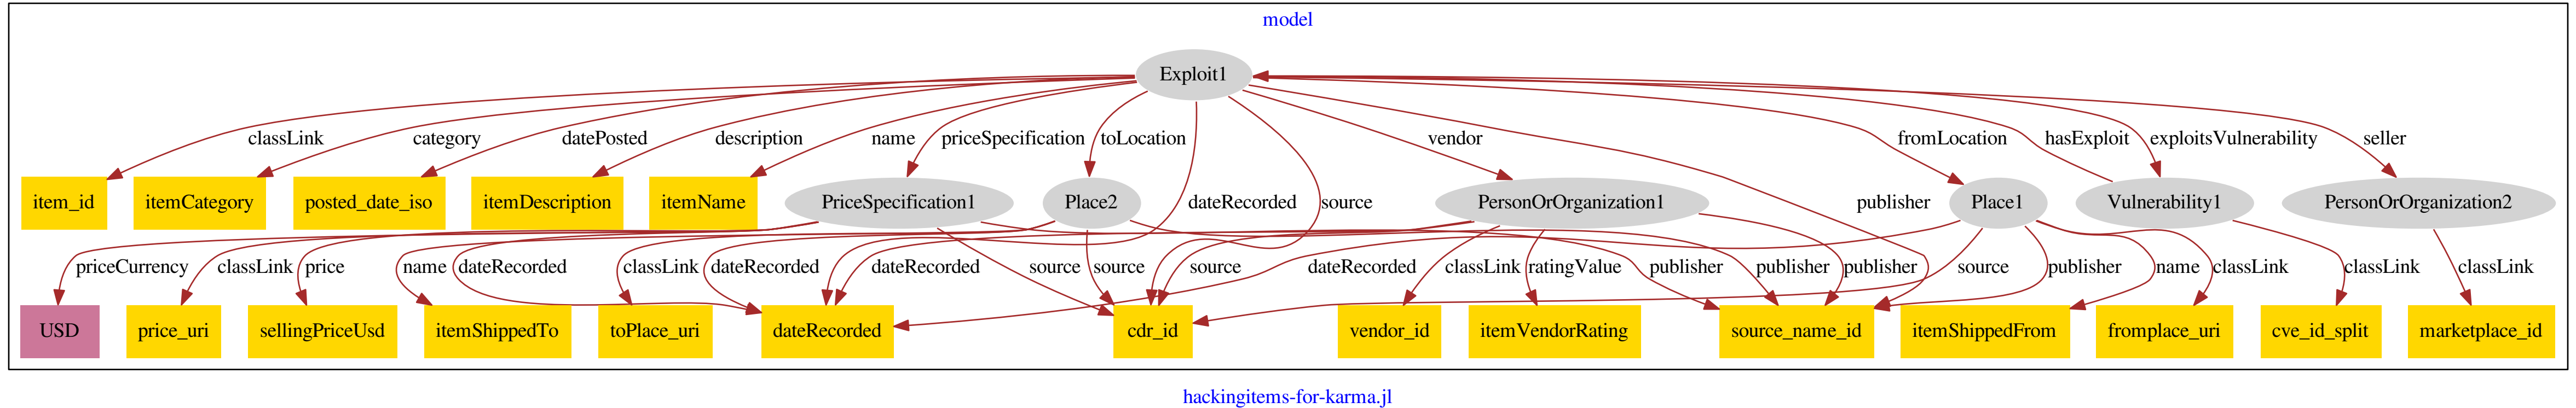 model
Exploit1
classLink
category
datePosted
description
name
priceSpecification
toLocation
vendor
fromLocation
hasExploit
exploitsVulnerability
seller
item_id
itemCategory
posted_date_iso
itemDescription
itemName
PriceSpecification1
Place2
dateRecorded
source
PersonOrOrganization1
publisher
Place1
Vulnerability1
PersonOrOrganization2
priceCurrency
classLink
price
name
dateRecorded
classLink
dateRecorded
dateRecorded
source
source
source
dateRecorded
classLink
ratingValue
publisher
publisher
publisher
source
publisher
name
classLink
classLink
classLink
USD
price_uri
sellingPriceUsd
itemShippedTo
toPlace_uri
dateRecorded
cdr_id
vendor_id
itemVendorRating
source_name_id
itemShippedFrom
fromplace_uri
cve_id_split
marketplace_id
hackingitems-for-karma.jl